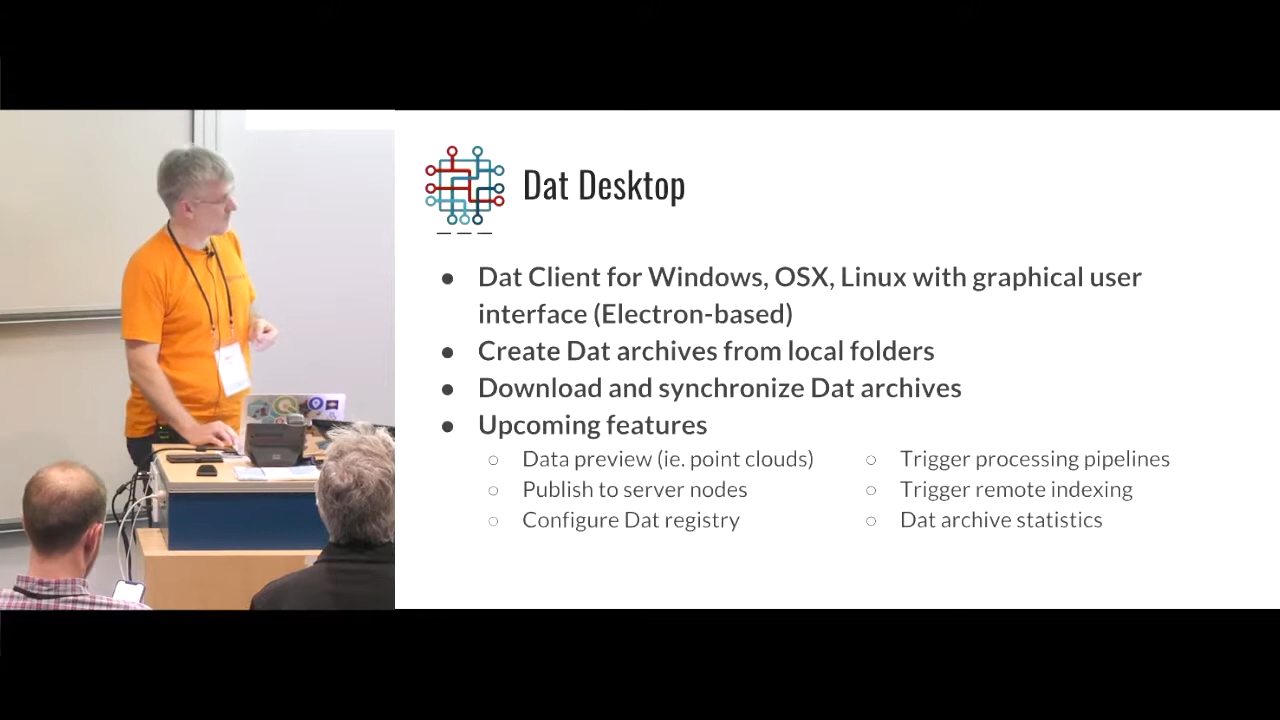 Dat Desktop
● Dat Client for Windows, OSX, Linux with graphical user
interface (Electron-based)
● Create Dat archives from local folders
● Download and synchronize Dat archives
● Upcoming features
○ Data preview (ie. point clouds)
○ Publish to server nodes
○ Configure Dat registry
○ Trigger processing pipelines
○ Trigger remote indexing
○ Dat archive statistics